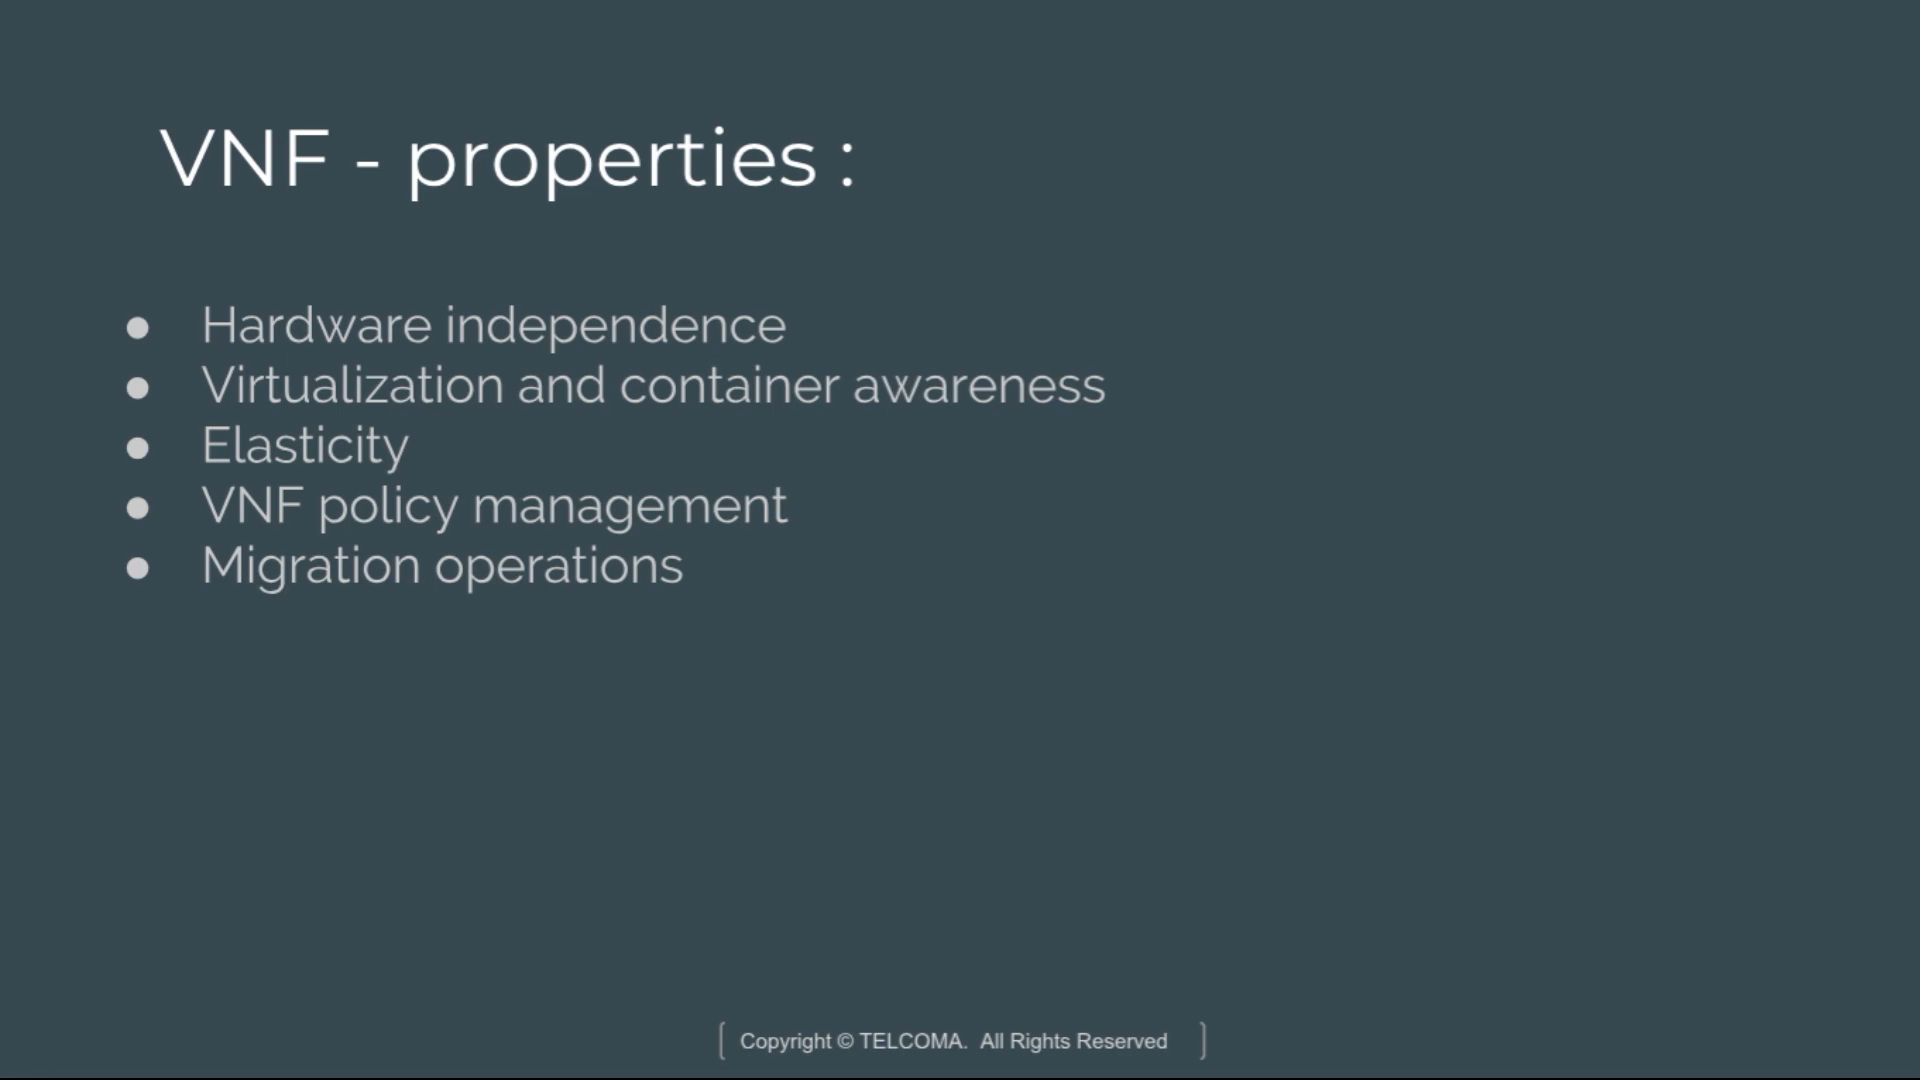 VNF - properties :
● Hardware independence
● Virtualization and container awareness
● Elasticity
● VNF policy management
● Migration operations
[ Copyright © TELCOMA. All Rights Reserved ]